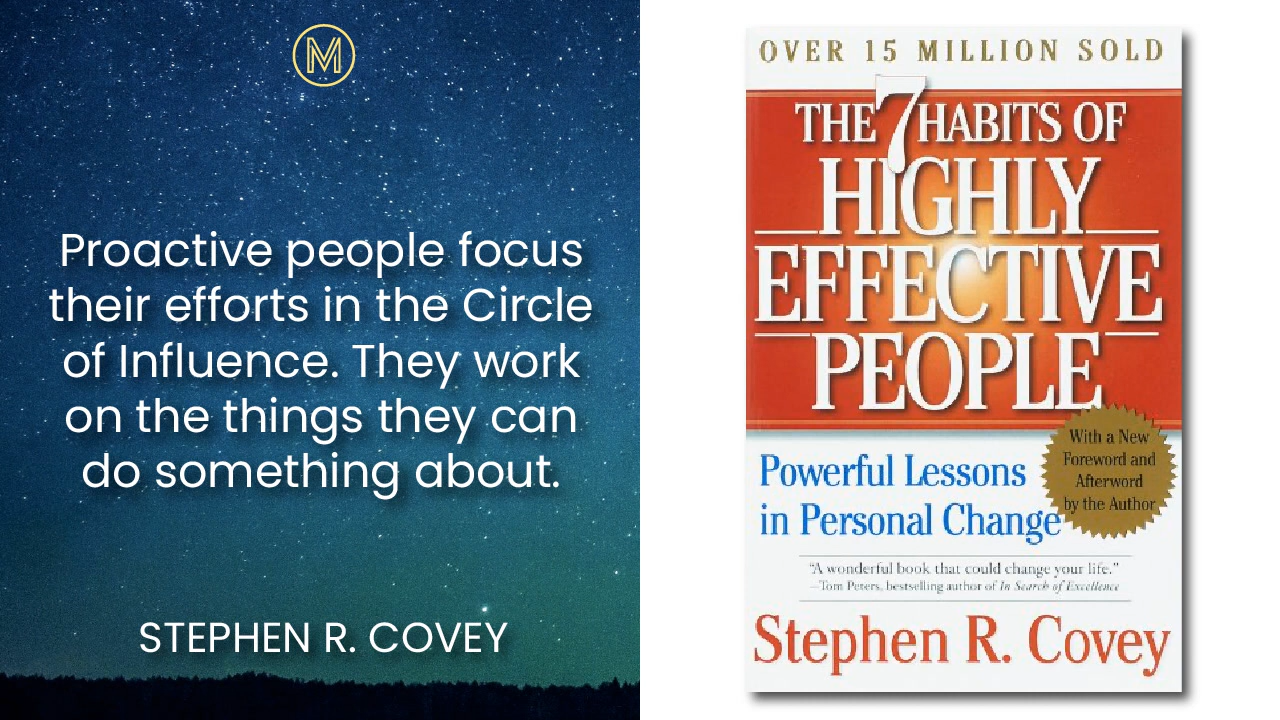 M
Proactive people focus
their efforts in the Circle
of Influence. They work
on the things they can
do something about.
STEPHEN R. COVEY
OVER 15 MILLION SOLD
THE 7 HABITS OF
HIGHLY
EFFECTIVE
PEOPLE
With a New
Foreword and
Afterword
by the Author
Powerful Lessons
in Personal Change
“A wonderful book that could change your life.”
—Tom Peters, bestselling author of In Search of Excellence
Stephen R. Covey